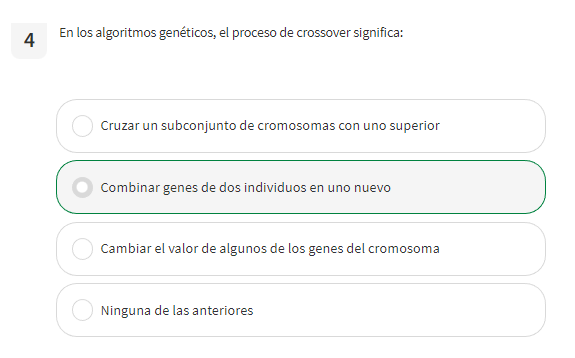 4
En los algoritmos genéticos, el proceso de crossover significa:
Cruzar un subconjunto de cromosomas con uno superior
Combinar genes de dos individuos en uno nuevo
Cambiar el valor de algunos de los genes del cromosoma
Ninguna de las anteriores